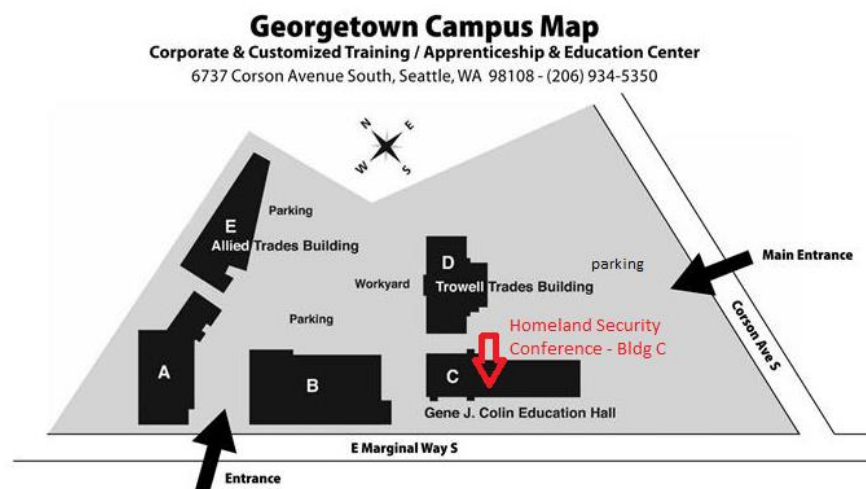 Georgetown Campus Map
Corporate & Customized Training / Apprenticeship & Education Center
6737 Corson Avenue South, Seattle, WA 98108 - (206) 934-5350
N
E
W
S
Parking
E
Allied Trades Building
D
Workyard
Trowell Trades Building
parking
Main Entrance
Parking
Homeland Security
Conference - Bldg C
Corson Ave S
A
B
C
Gene J. Colin Education Hall
E Marginal Way S
Entrance